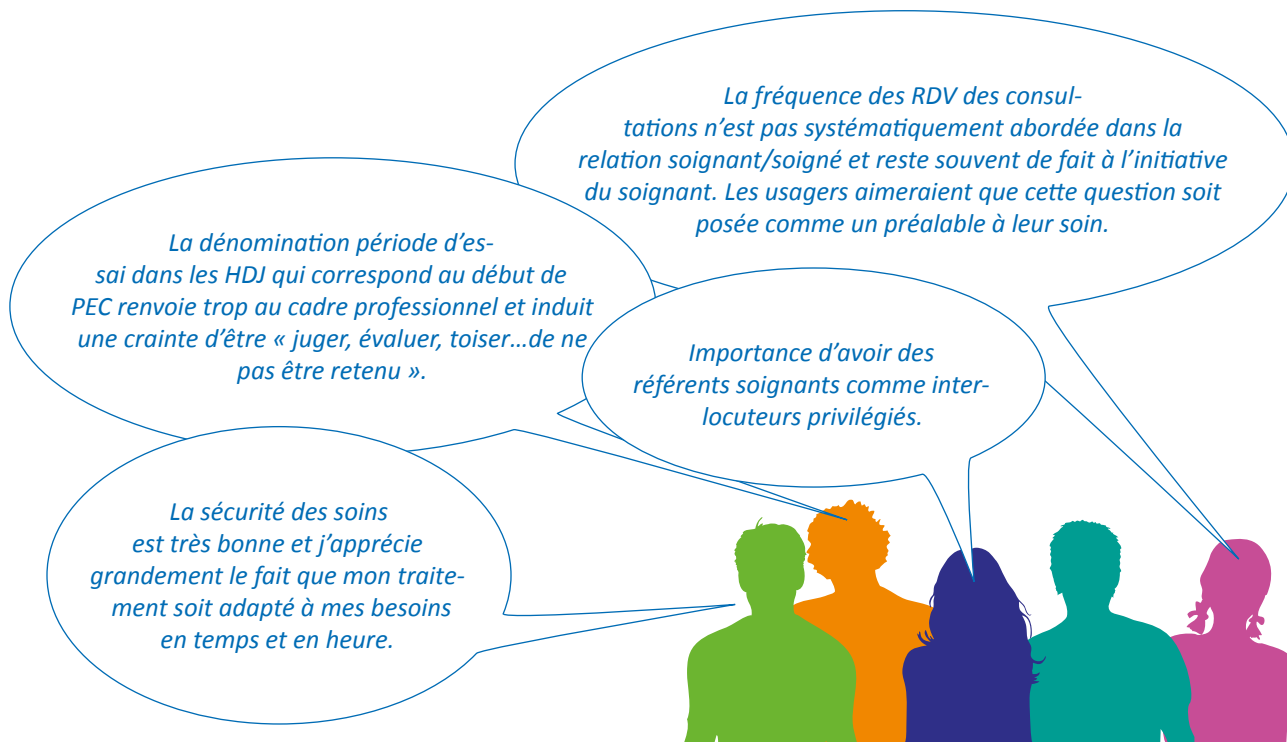 La fréquence des RDV des consul-
tations n'est pas systématiquement abordée dans la
relation soignant/soigné et reste souvent de fait à l'initiative
du soignant. Les usagers aimeraient que cette question soit
posée comme un préalable à leur soin.
La dénomination période d'es-
sai dans les HDJ qui correspond au début de
PEC renvoie trop au cadre professionnel et induit
une crainte d'être « juger, évaluer, toiser...de ne
pas être retenu ».
Importance d'avoir des
référents soignants comme inter-
locuteurs privilégiés.
La sécurité des soins
est très bonne et j'apprécie
grandement le fait que mon traite-
ment soit adapté à mes besoins
en temps et en heure.